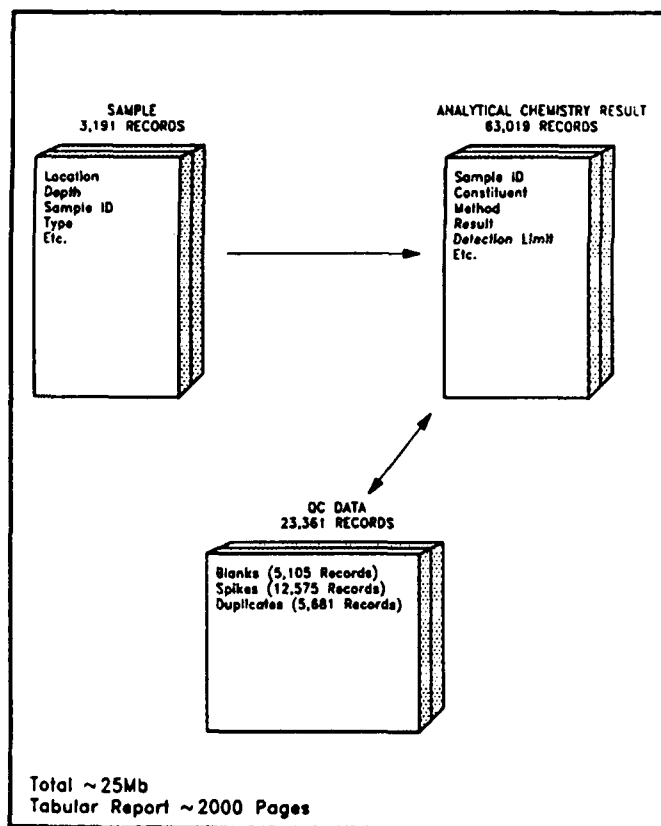 SAMPLE
3,191 RECORDS
Location
Depth
Sample ID
Type
Etc.
ANALYTICAL CHEMISTRY RESULT
63,019 RECORDS
Sample ID
Constituent
Method
Result
Detection Limit
Etc.
QC DATA
23,361 RECORDS
Blanks (5,105 Records)
Spikes (12,575 Records)
Duplicates (5,681 Records)
Total ~25Mb
Tabular Report ~2000 Pages